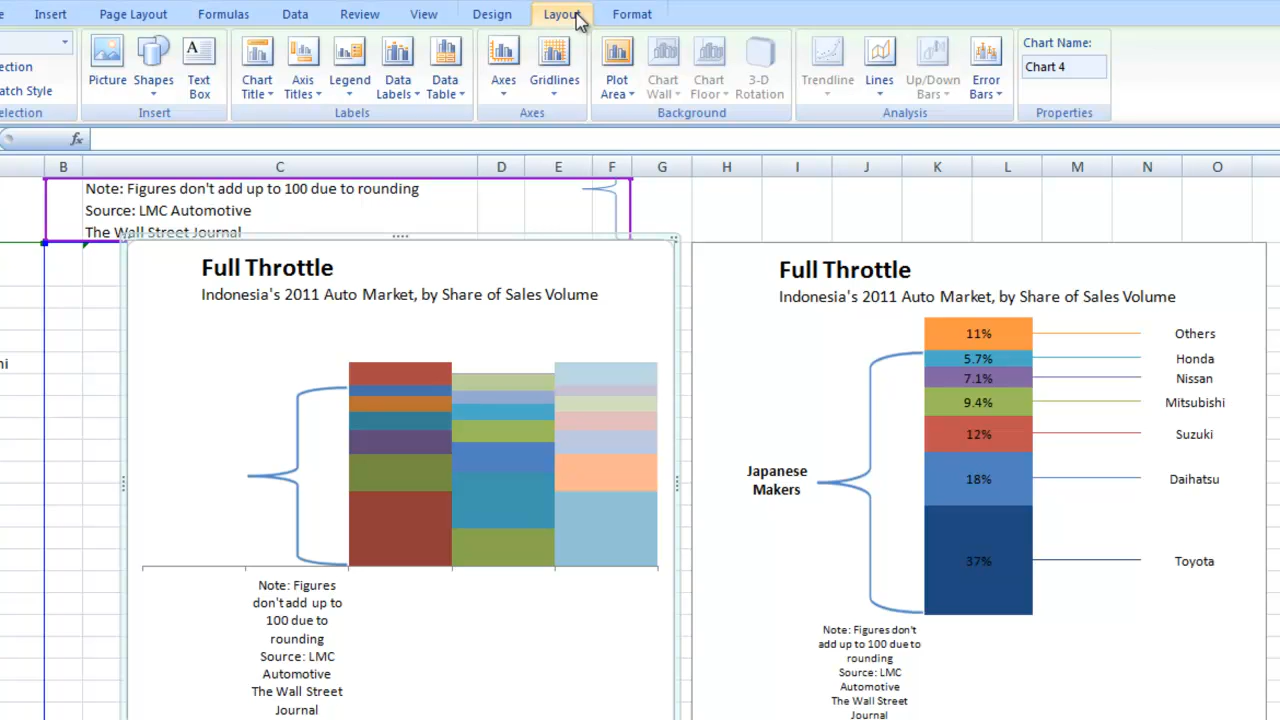 Insert Page Layout Formulas Data Review View Design Layout Format
ection
atch Style
election
Picture Shapes Text Box
Insert
Chart Title Axis Titles Legend Data Labels Data Table
Labels
Axes Gridlines
Axes
Plot Area Chart Wall Chart Floor 3-D Rotation
Background
Trendline Lines Up/Down Bars Error Bars
Analysis
Chart Name:
Chart 4
Properties
fx
B C D E F G H I J K L M N O
Note: Figures don't add up to 100 due to rounding
Source: LMC Automotive
The Wall Street Journal
hi
Full Throttle
Indonesia's 2011 Auto Market, by Share of Sales Volume
Note: Figures
don't add up to
100 due to
rounding
Source: LMC
Automotive
The Wall Street
Journal
Full Throttle
Indonesia's 2011 Auto Market, by Share of Sales Volume
11% Others
5.7% Honda
7.1% Nissan
9.4% Mitsubishi
12% Suzuki
Japanese
Makers
18% Daihatsu
37% Toyota
Note: Figures don't
add up to 100 due to
rounding
Source: LMC
Automotive
The Wall Street
Journal